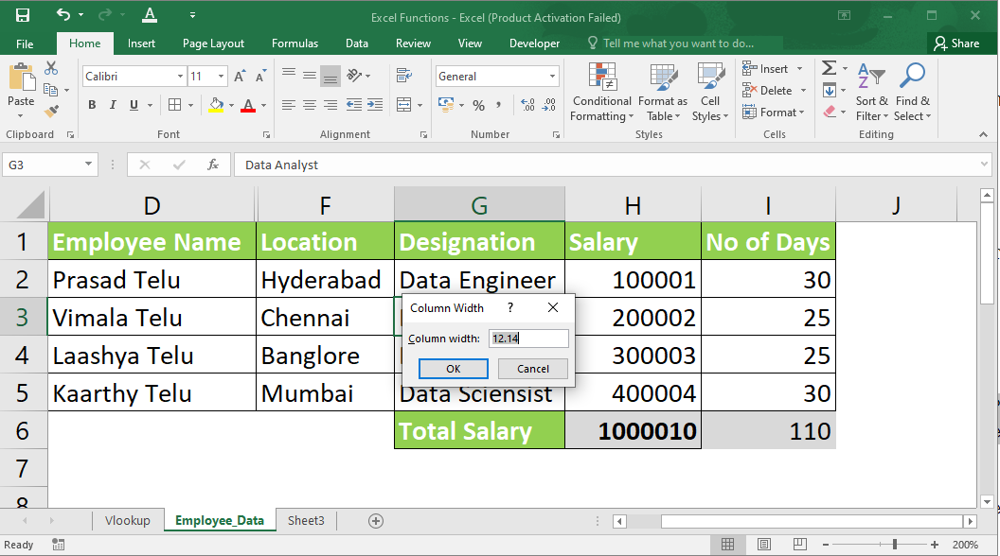 Excel Functions - Excel (Product Activation Failed)
File Home Insert Page Layout Formulas Data Review View Developer Tell me what you want to do... Share
Calibri 11 General
Paste
B I U
Conditional Formatting
Format as Table
Cell Styles
Insert
Delete
Format
Sort & Filter
Find & Select
Clipboard Font Alignment Number Styles Cells Editing
G3 fx Data Analyst
D F G H I J
1 Employee Name Location Designation Salary No of Days
2 Prasad Telu Hyderabad Data Engineer 100001 30
3 Vimala Telu Chennai 200002 25
4 Laashya Telu Banglore 300003 25
5 Kaarthy Telu Mumbai Data Sciensist 400004 30
6 Total Salary 1000010 110
7
8
Column Width ?
Column width: 12.14
OK Cancel
Vlookup Employee_Data Sheet3
Ready 200%